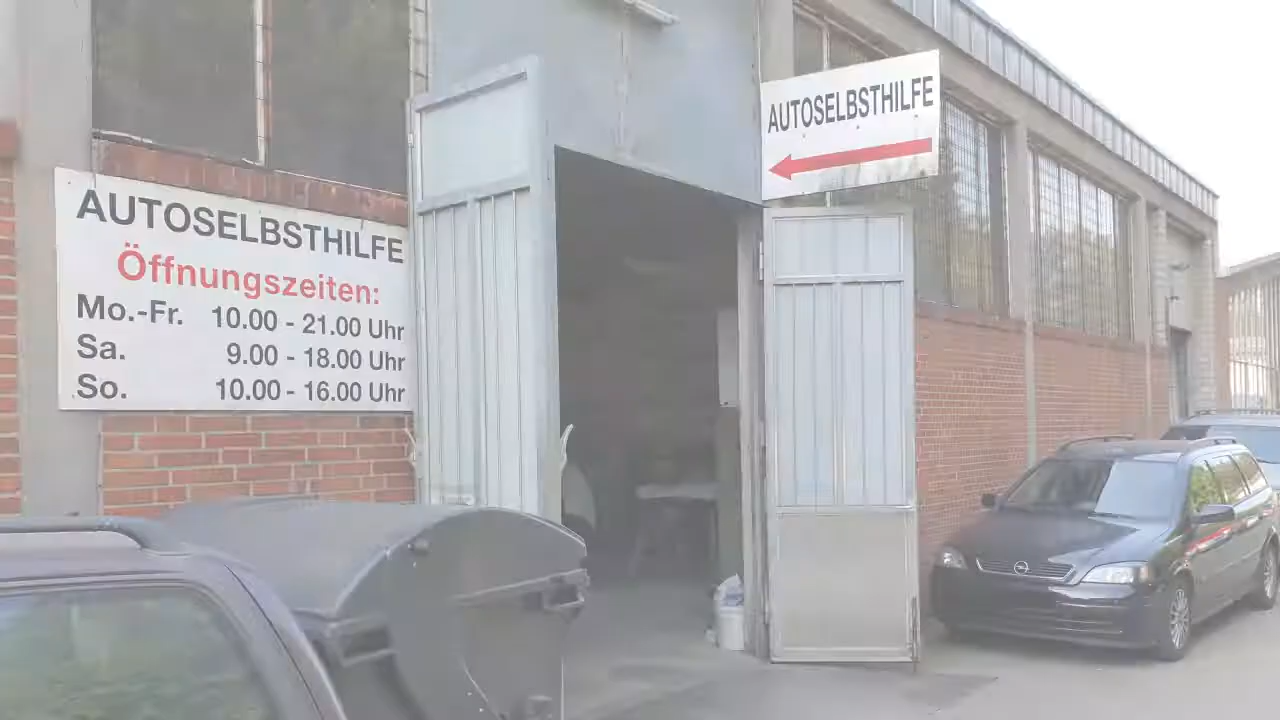 AUTOSELBSTHILFE
Öffnungszeiten:
Mo.-Fr. 10.00 - 21.00 Uhr
Sa. 9.00 - 18.00 Uhr
So. 10.00 - 16.00 Uhr
AUTOSELBSTHILFE